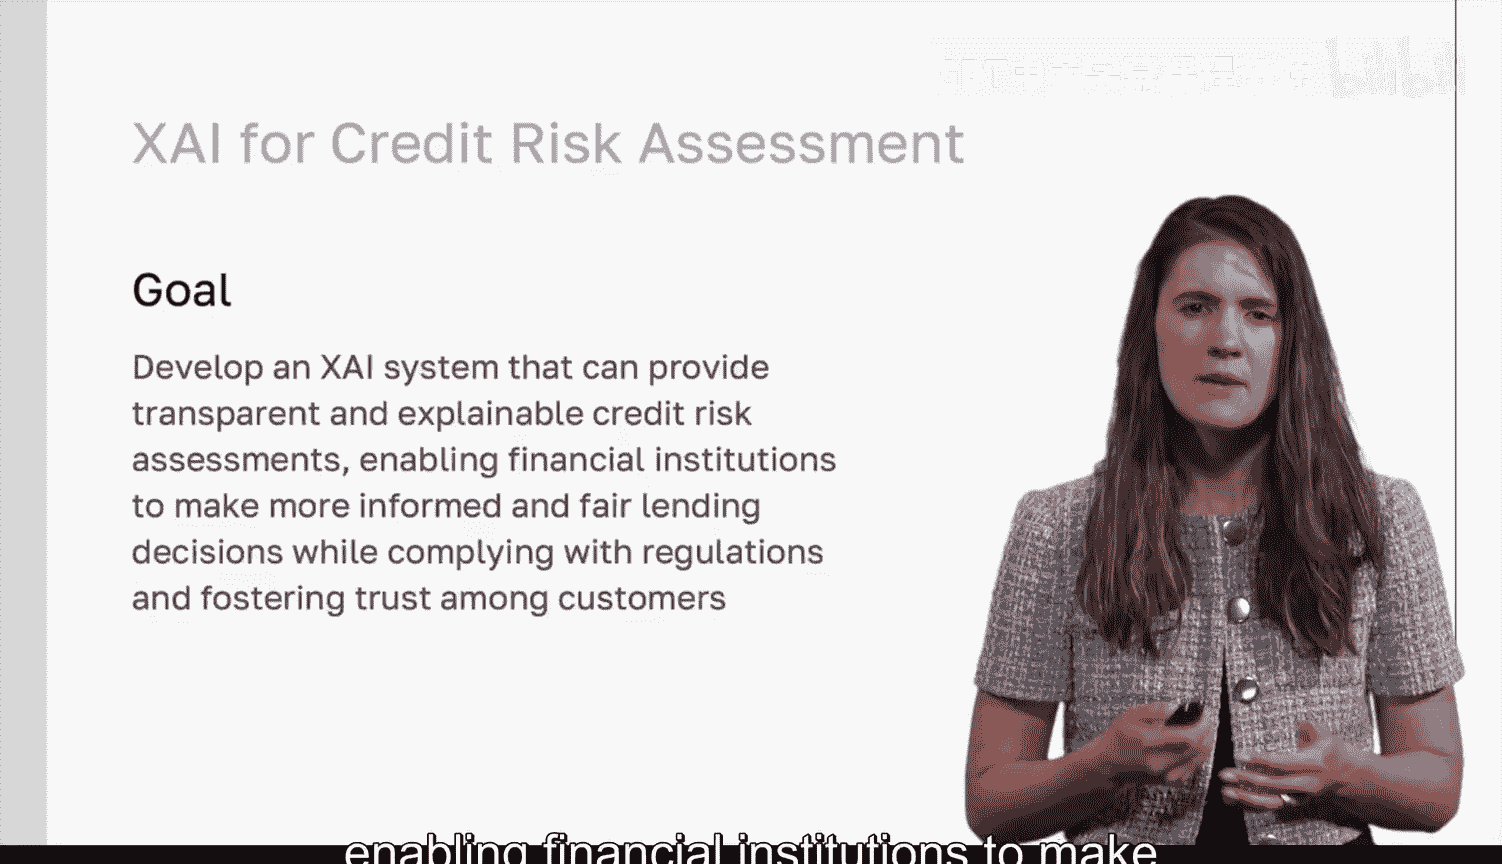 XAI for Credit Risk Assessment
Goal
Develop an XAI system that can provide
transparent and explainable credit risk
assessments, enabling financial institutions
to make more informed and fair lending
decisions while complying with regulations
and fostering trust among customers
enabling financial institutions to make